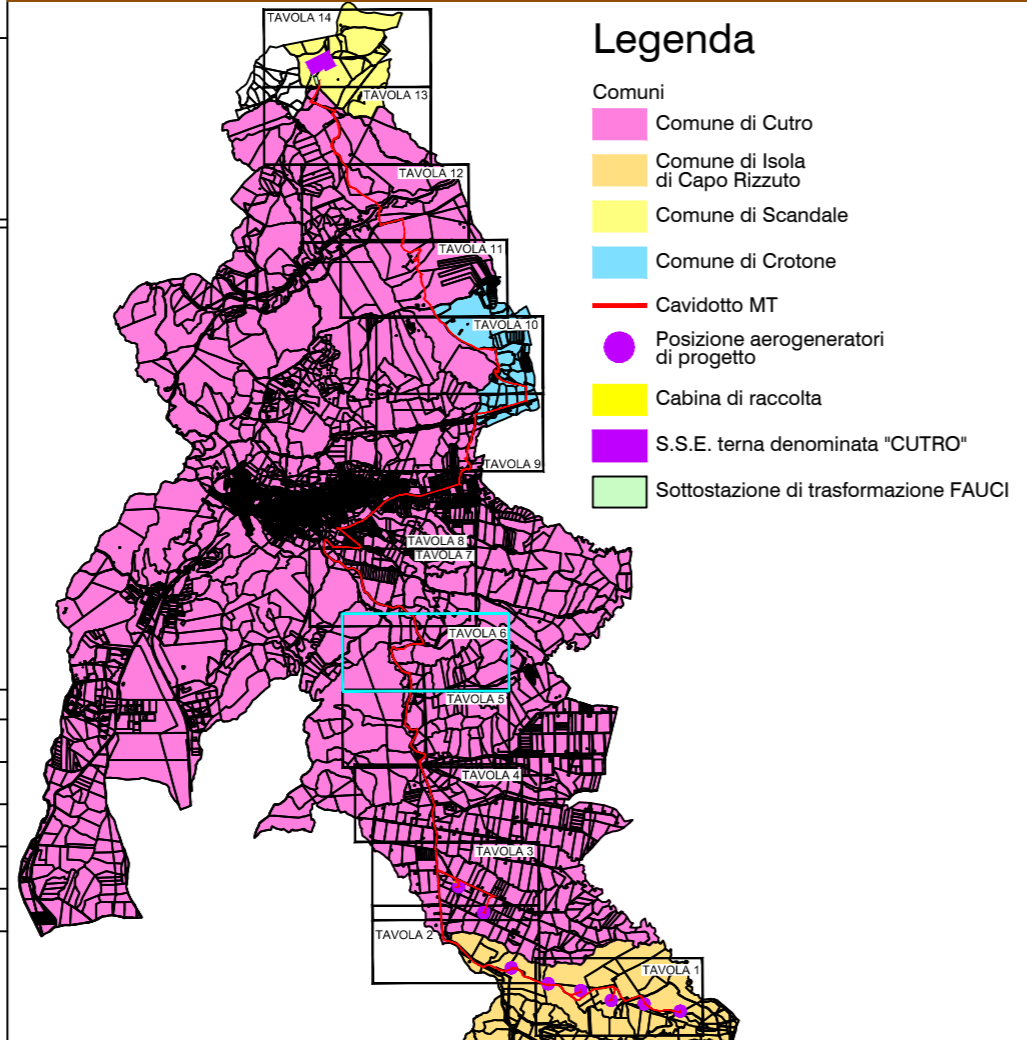 TAVOLA 14
TAVOLA 13
TAVOLA 12
TAVOLA 11
TAVOLA 10
TAVOLA 9
TAVOLA 8
TAVOLA 7
TAVOLA 6
TAVOLA 5
TAVOLA 4
TAVOLA 3
TAVOLA 2
TAVOLA 1
Legenda
Comuni
Comune di Cutro
Comune di Isola
di Capo Rizzuto
Comune di Scandale
Comune di Crotone
Cavidotto MT
Posizione aerogeneratori
di progetto
Cabina di raccolta
S.S.E. terna denominata "CUTRO"
Sottostazione di trasformazione FAUCI